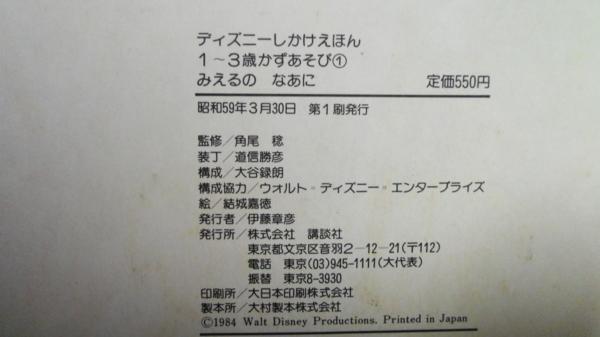 ディズニーしかけえほん
1～3歳かずあそび①
みえるの なあに 定価550円
昭和59年3月30日 第1刷発行
監修／角尾 稔
装丁／道信勝彦
構成／大谷録朗
構成協力／ウォルト・ディズニー・エンタープライズ
絵／結城嘉徳
発行者／伊藤章彦
発行所／株式会社 講談社
東京都文京区音羽2-12-21(〒112)
電話 東京(03)945-1111(大代表)
振替 東京8-3930
印刷所／大日本印刷株式会社
製本所／大村製本株式会社
©1984 Walt Disney Productions. Printed in Japan